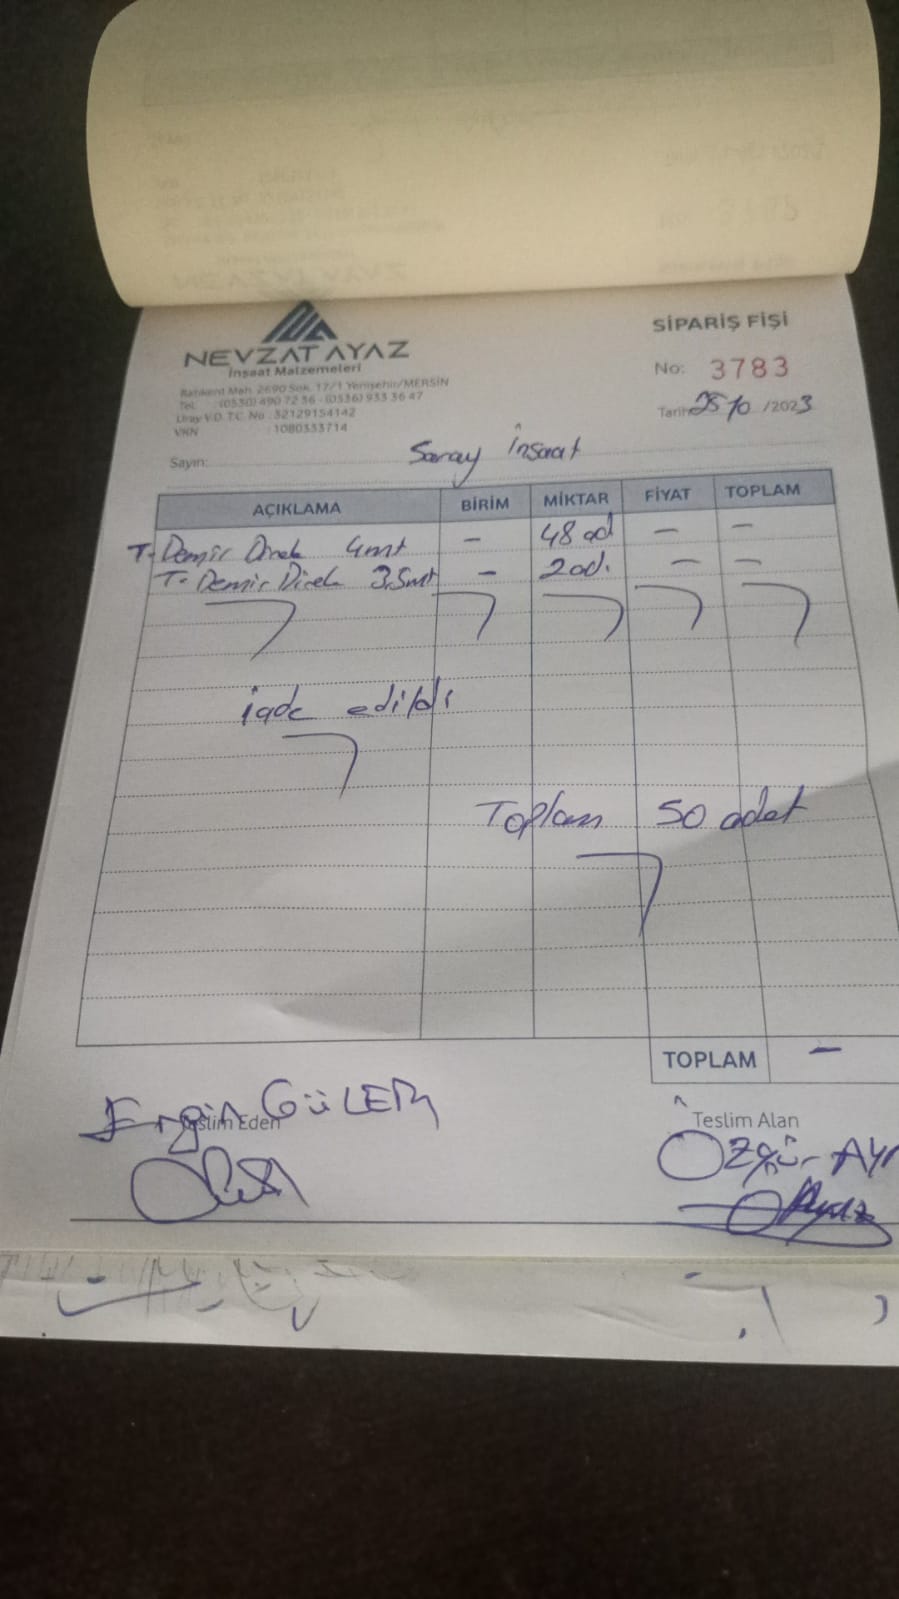 NEVZAT AYAZ
İnşaat Malzemeleri
Batıkent Mah. 2690 Sok. 17/1 Yenişehir/MERSİN
Tel. : (0530) 490 72 36 - (0536) 933 36 47
Uray V.D. T.C. No : 32129154142
VKN : 1080333714
SİPARİŞ FİŞİ
No: 3783
Tarih 25/10/2023
Sayın: Saray İnşaat
AÇIKLAMA BİRİM MİKTAR FİYAT TOPLAM
T. Demir Direk 4mt - 48 ad - -
T. Demir Direk 3.5mt - 2 ad. - -
iade edildi
Toplam 50 adet
TOPLAM -
Teslim Eden
Ergin GÜLER
Teslim Alan
Özgür AY
Ayaz